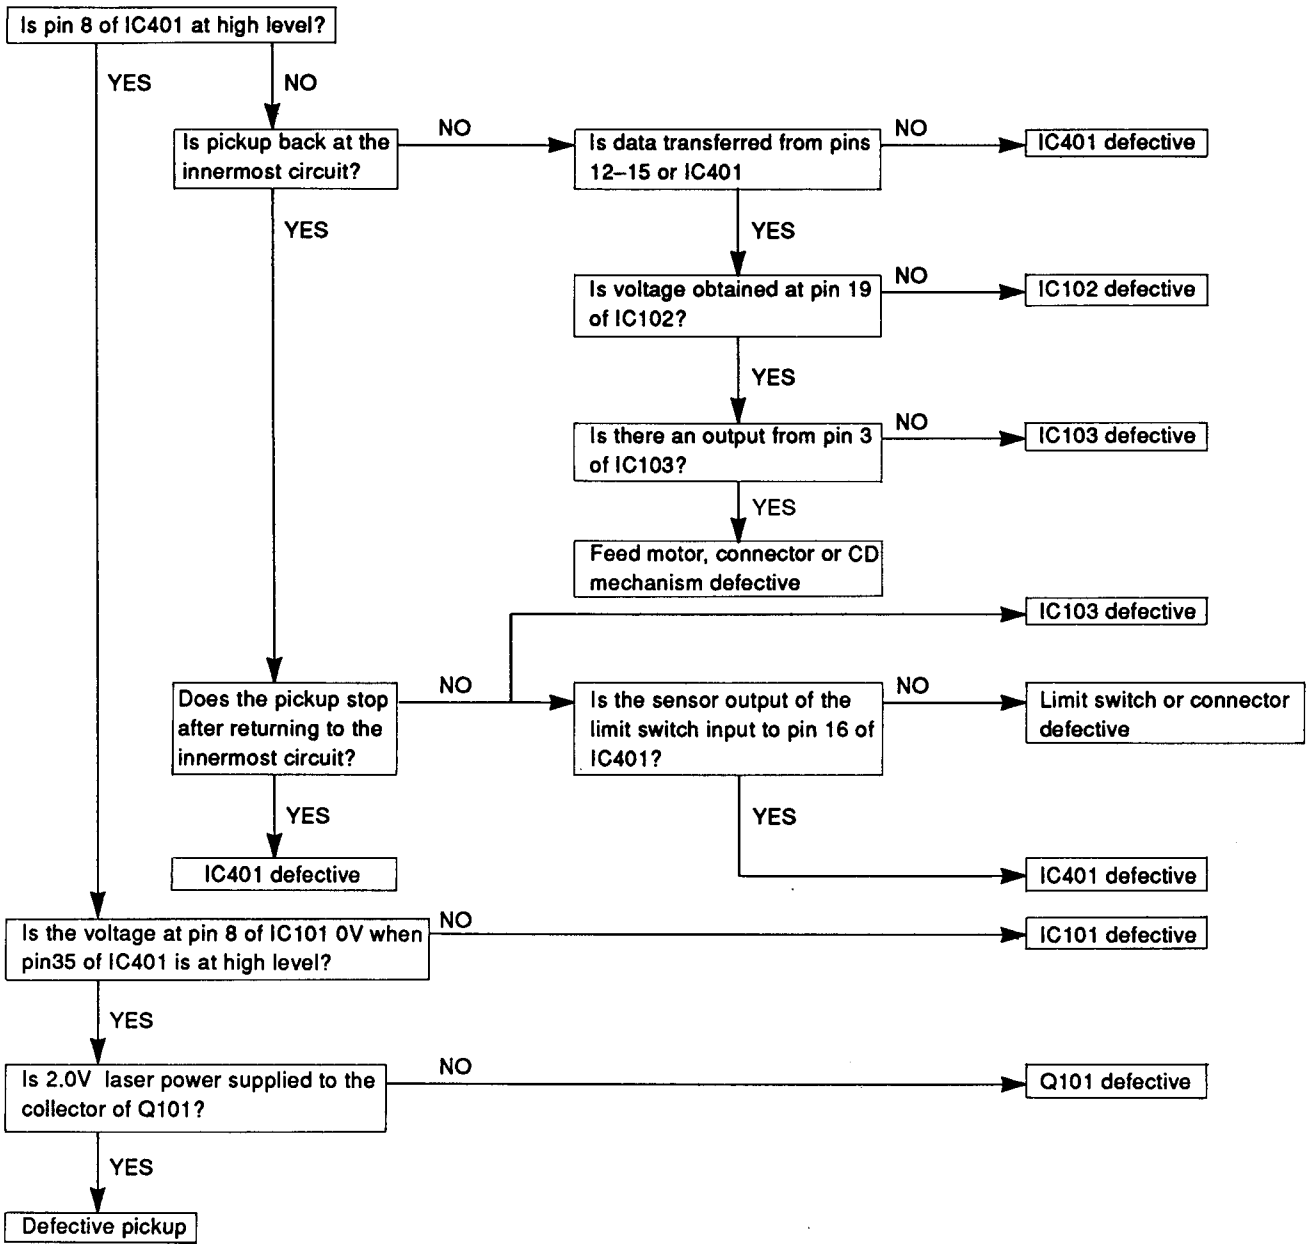 Is pin 8 of IC401 at high level?
YES
NO
Is pickup back at the
innermost circuit?
NO
Is data transferred from pins
12–15 or IC401
NO
IC401 defective
YES
YES
Is voltage obtained at pin 19
of IC102?
NO
IC102 defective
YES
Is there an output from pin 3
of IC103?
NO
IC103 defective
YES
Feed motor, connector or CD
mechanism defective
IC103 defective
Does the pickup stop
after returning to the
innermost circuit?
NO
Is the sensor output of the
limit switch input to pin 16 of
IC401?
NO
Limit switch or connector
defective
YES
YES
IC401 defective
IC401 defective
Is the voltage at pin 8 of IC101 0V when
pin35 of IC401 is at high level?
NO
IC101 defective
YES
Is 2.0V laser power supplied to the
collector of Q101?
NO
Q101 defective
YES
Defective pickup